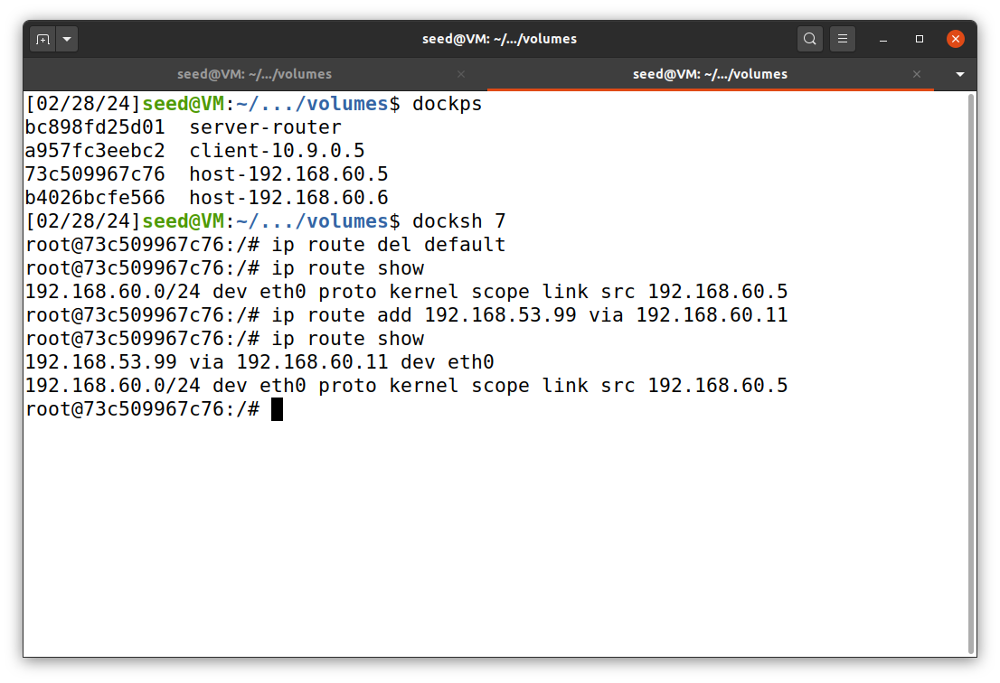 seed@VM: ~/.../volumes
seed@VM: ~/.../volumes
seed@VM: ~/.../volumes
[02/28/24]seed@VM:~/.../volumes$ dockps
bc898fd25d01  server-router
a957fc3eebc2  client-10.9.0.5
73c509967c76  host-192.168.60.5
b4026bcfe566  host-192.168.60.6
[02/28/24]seed@VM:~/.../volumes$ docksh 7
root@73c509967c76:/# ip route del default
root@73c509967c76:/# ip route show
192.168.60.0/24 dev eth0 proto kernel scope link src 192.168.60.5
root@73c509967c76:/# ip route add 192.168.53.99 via 192.168.60.11
root@73c509967c76:/# ip route show
192.168.53.99 via 192.168.60.11 dev eth0
192.168.60.0/24 dev eth0 proto kernel scope link src 192.168.60.5
root@73c509967c76:/#